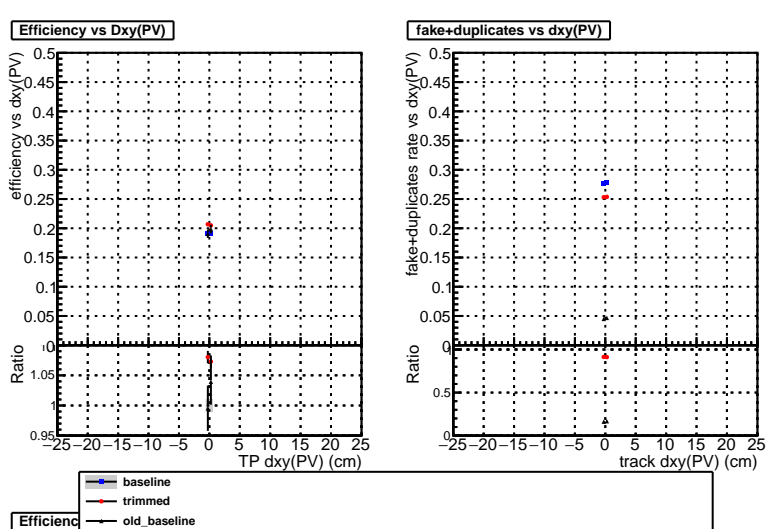 Efficiency vs Dxy(PV)
efficiency vs dxy(PV)
0.5
0.45
0.4
0.35
0.3
0.25
0.2
0.15
0.1
0.05
0
Ratio
1.05
1
0.95
−25 −20 −15 −10 −5 0 5 10 15 20 25
TP dxy(PV) (cm)
fake+duplicates vs dxy(PV)
fake+duplicates rate vs dxy(PV)
0.5
0.45
0.4
0.35
0.3
0.25
0.2
0.15
0.1
0.05
0
Ratio
0.5
0
−25 −20 −15 −10 −5 0 5 10 15 20 25
track dxy(PV) (cm)
baseline
trimmed
old_baseline
Efficienc